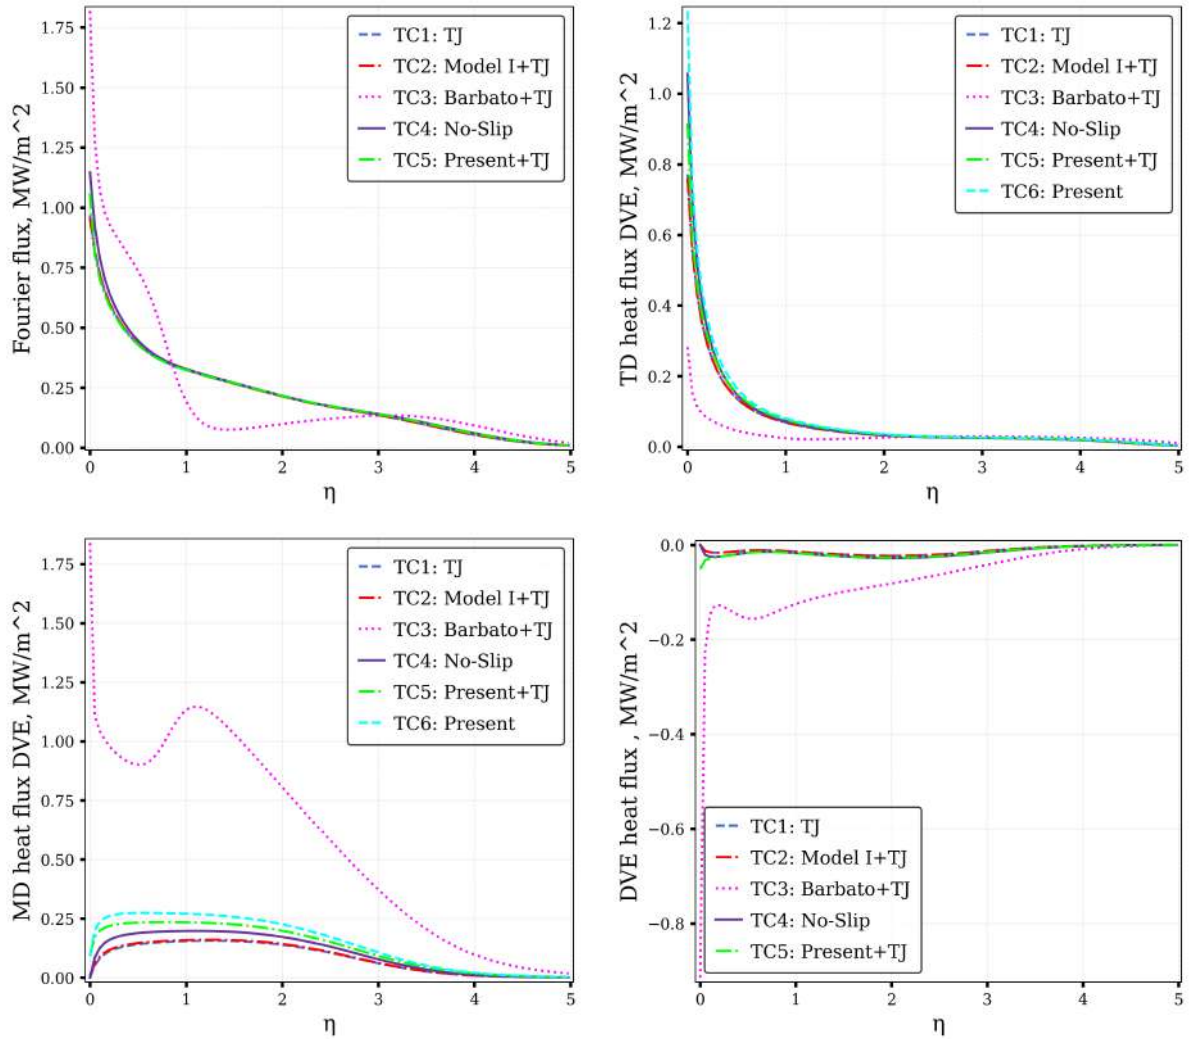 Fourier flux, MW/m^2
1.75
1.50
1.25
1.00
0.75
0.50
0.25
0.00
0
1
2
3
4
5
η
TC1: TJ
TC2: Model I+TJ
TC3: Barbato+TJ
TC4: No-Slip
TC5: Present+TJ
TD heat flux DVE, MW/m^2
1.2
1.0
0.8
0.6
0.4
0.2
0.0
0
1
2
3
4
5
η
TC1: TJ
TC2: Model I+TJ
TC3: Barbato+TJ
TC4: No-Slip
TC5: Present+TJ
TC6: Present
MD heat flux DVE, MW/m^2
1.75
1.50
1.25
1.00
0.75
0.50
0.25
0.00
0
1
2
3
4
5
η
TC1: TJ
TC2: Model I+TJ
TC3: Barbato+TJ
TC4: No-Slip
TC5: Present+TJ
TC6: Present
DVE heat flux , MW/m^2
0.0
−0.2
−0.4
−0.6
−0.8
0
1
2
3
4
5
η
TC1: TJ
TC2: Model I+TJ
TC3: Barbato+TJ
TC4: No-Slip
TC5: Present+TJ